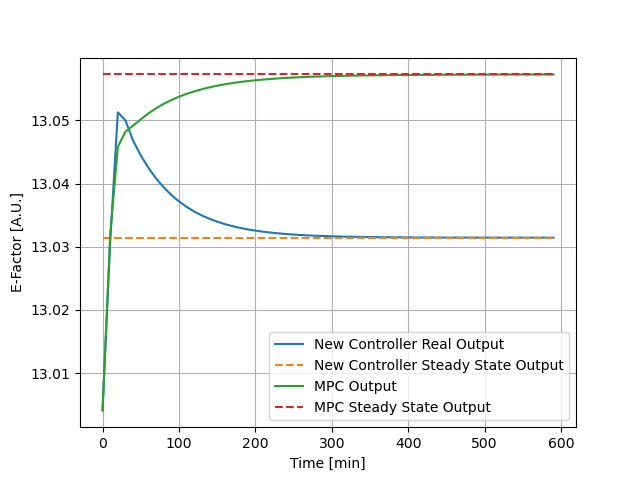 13.05
13.04
13.03
13.02
13.01
E-Factor [A.U.]
New Controller Real Output
New Controller Steady State Output
MPC Output
MPC Steady State Output
0 100 200 300 400 500 600
Time [min]